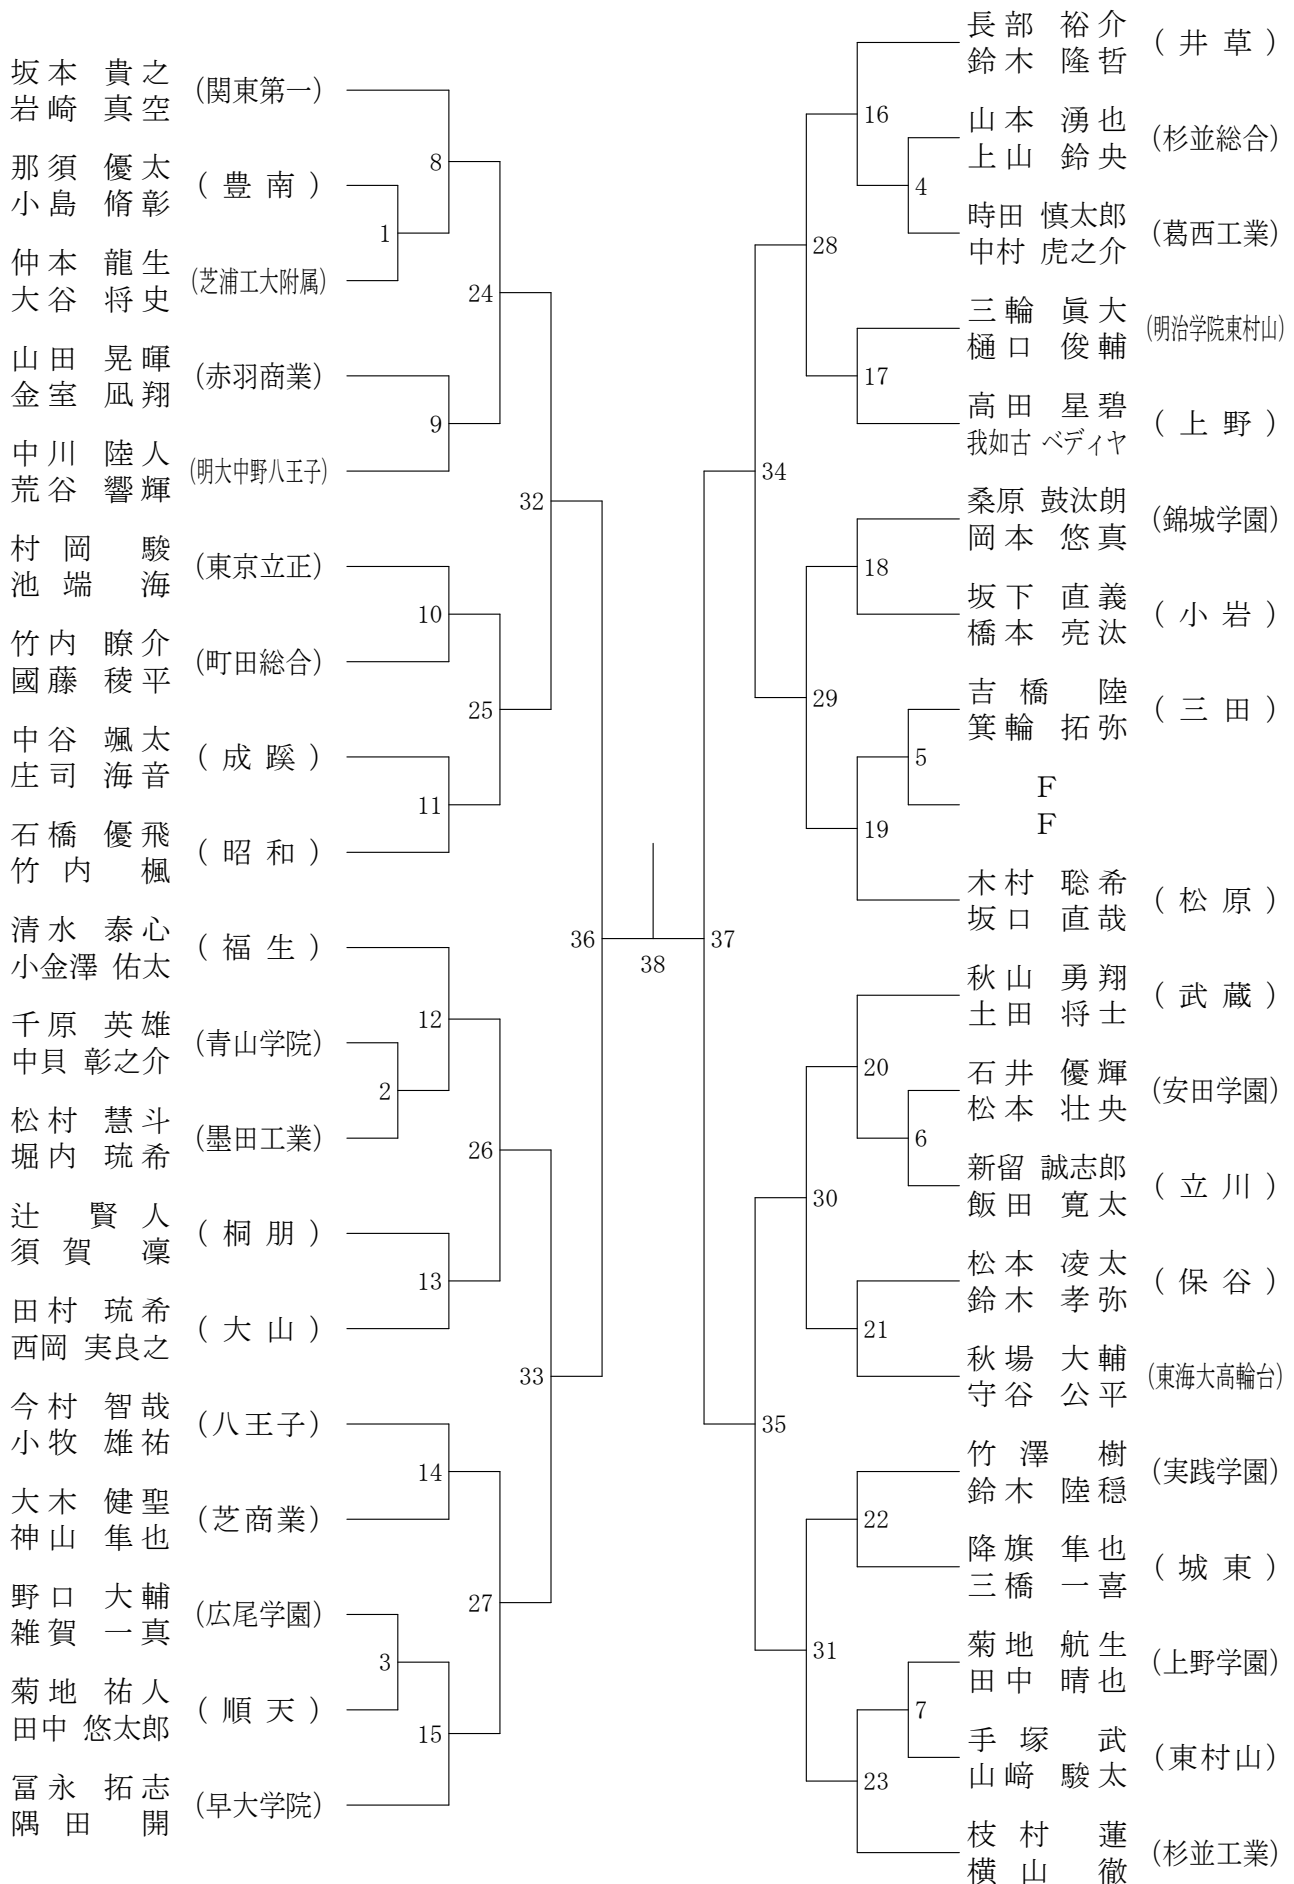 坂本 貴之
岩崎 真空
(関東第一)
那須 優太
小島 脩彰
(豊南)
仲本 龍生
大谷 将史
(芝浦工大附属)
山田 晃暉
金室 凪翔
(赤羽商業)
中川 陸人
荒谷 響輝
(明大中野八王子)
村岡 駿
池端 海
(東京立正)
竹内 瞭介
國藤 稜平
(町田総合)
中谷 颯太
庄司 海音
(成蹊)
石橋 優飛
竹内 楓
(昭和)
清水 泰心
小金澤 佑太
(福生)
千原 英雄
中貝 彰之介
(青山学院)
松村 慧斗
堀内 琉希
(墨田工業)
辻 賢人
須賀 凜
(桐朋)
田村 琉希
西岡 実良之
(大山)
今村 智哉
小牧 雄祐
(八王子)
大木 健聖
神山 隼也
(芝商業)
野口 大輔
雑賀 一真
(広尾学園)
菊地 祐人
田中 悠太郎
(順天)
冨永 拓志
隅田 開
(早大学院)
1
2
3
8
9
10
11
12
13
14
15
24
25
26
27
32
33
36
38
37
34
35
28
29
30
31
16
17
18
19
20
21
22
23
4
5
6
7
長部 裕介
鈴木 隆哲
(井草)
山本 湧也
上山 鈴央
(杉並総合)
時田 慎太郎
中村 虎之介
(葛西工業)
三輪 眞大
樋口 俊輔
(明治学院東村山)
高田 星碧
我如古 ベディヤ
(上野)
桑原 鼓汰朗
岡本 悠真
(錦城学園)
坂下 直義
橋本 亮汰
(小岩)
吉橋 陸
箕輪 拓弥
(三田)
F
F
木村 聡希
坂口 直哉
(松原)
秋山 勇翔
土田 将士
(武蔵)
石井 優輝
松本 壮央
(安田学園)
新留 誠志郎
飯田 寛太
(立川)
松本 凌太
鈴木 孝弥
(保谷)
秋場 大輔
守谷 公平
(東海大高輪台)
竹澤 樹
鈴木 陸穏
(実践学園)
降旗 隼也
三橋 一喜
(城東)
菊地 航生
田中 晴也
(上野学園)
手塚 武
山﨑 駿太
(東村山)
枝村 蓮
横山 徹
(杉並工業)